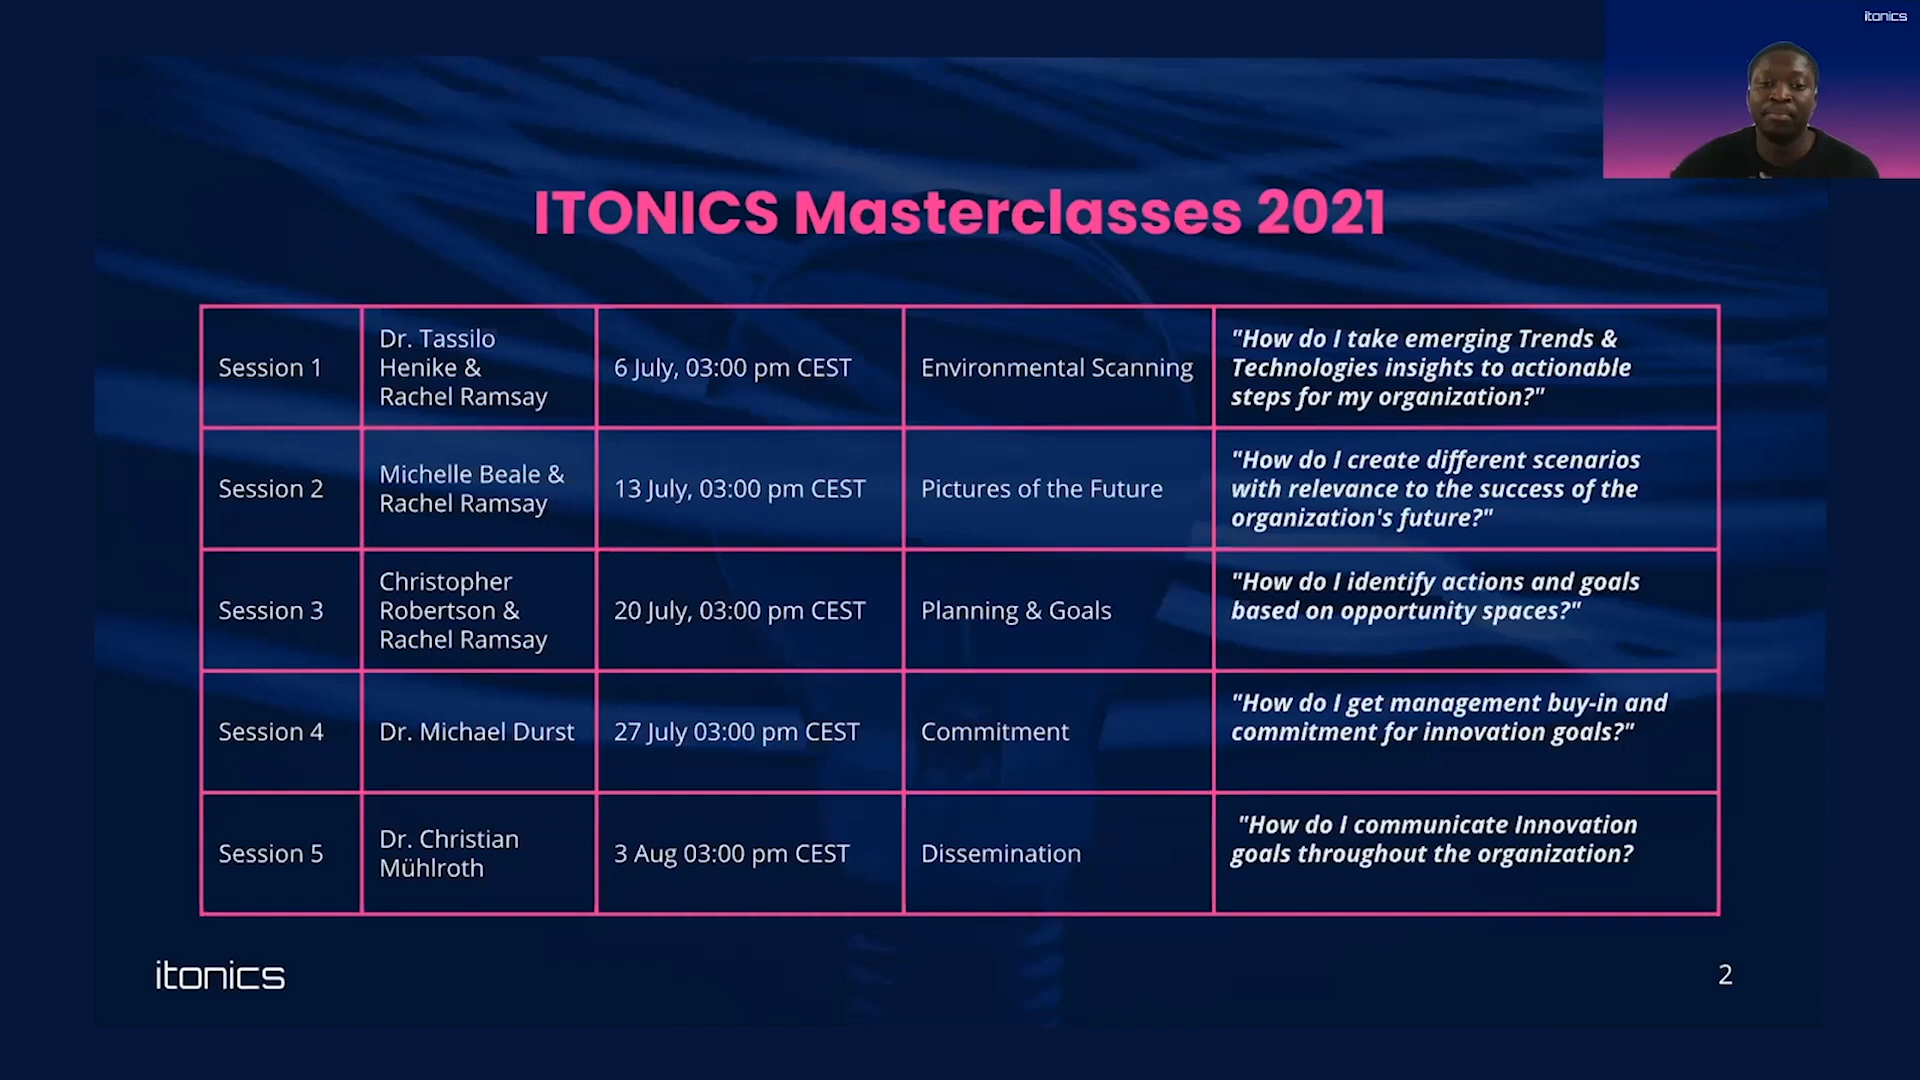 itonics
ITONICS Masterclasses 2021
Session 1
Dr. Tassilo
Henike &
Rachel Ramsay
6 July, 03:00 pm CEST
Environmental Scanning
"How do I take emerging Trends &
Technologies insights to actionable
steps for my organization?"
Session 2
Michelle Beale &
Rachel Ramsay
13 July, 03:00 pm CEST
Pictures of the Future
"How do I create different scenarios
with relevance to the success of the
organization's future?"
Session 3
Christopher
Robertson &
Rachel Ramsay
20 July, 03:00 pm CEST
Planning & Goals
"How do I identify actions and goals
based on opportunity spaces?"
Session 4
Dr. Michael Durst
27 July 03:00 pm CEST
Commitment
"How do I get management buy-in and
commitment for innovation goals?"
Session 5
Dr. Christian
Mühlroth
3 Aug 03:00 pm CEST
Dissemination
"How do I communicate Innovation
goals throughout the organization?
itonics
2